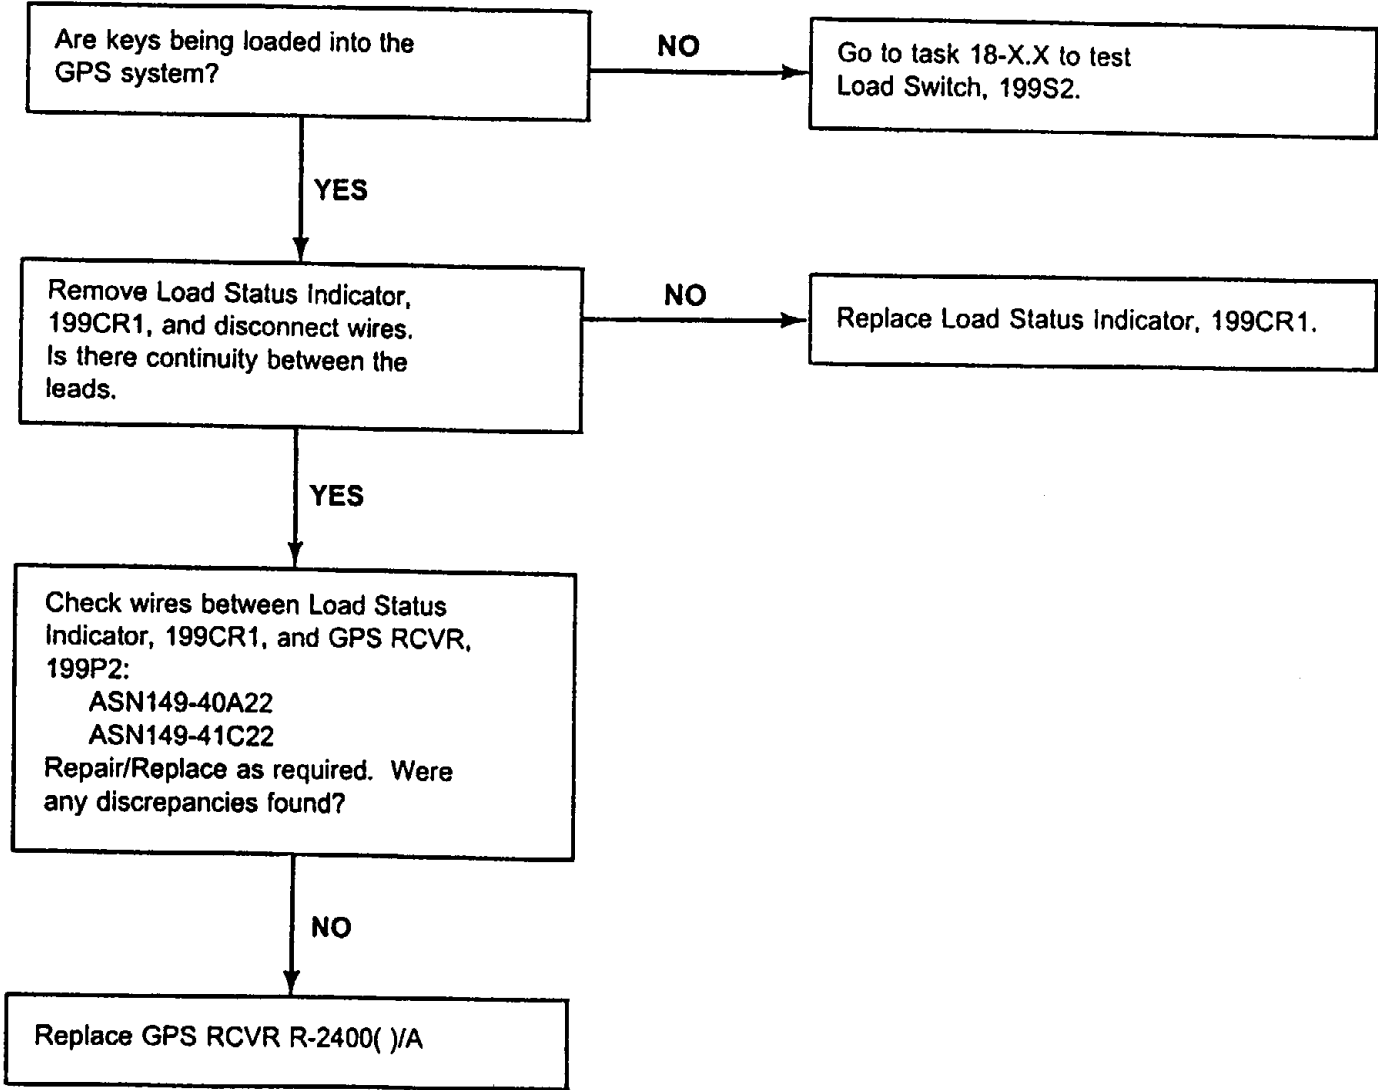 Are keys being loaded into the
GPS system?
NO
Go to task 18-X.X to test
Load Switch, 199S2.
YES
Remove Load Status Indicator,
199CR1, and disconnect wires.
Is there continuity between the
leads.
NO
Replace Load Status Indicator, 199CR1.
YES
Check wires between Load Status
Indicator, 199CR1, and GPS RCVR,
199P2:
ASN149-40A22
ASN149-41C22
Repair/Replace as required. Were
any discrepancies found?
NO
Replace GPS RCVR R-2400( )/A